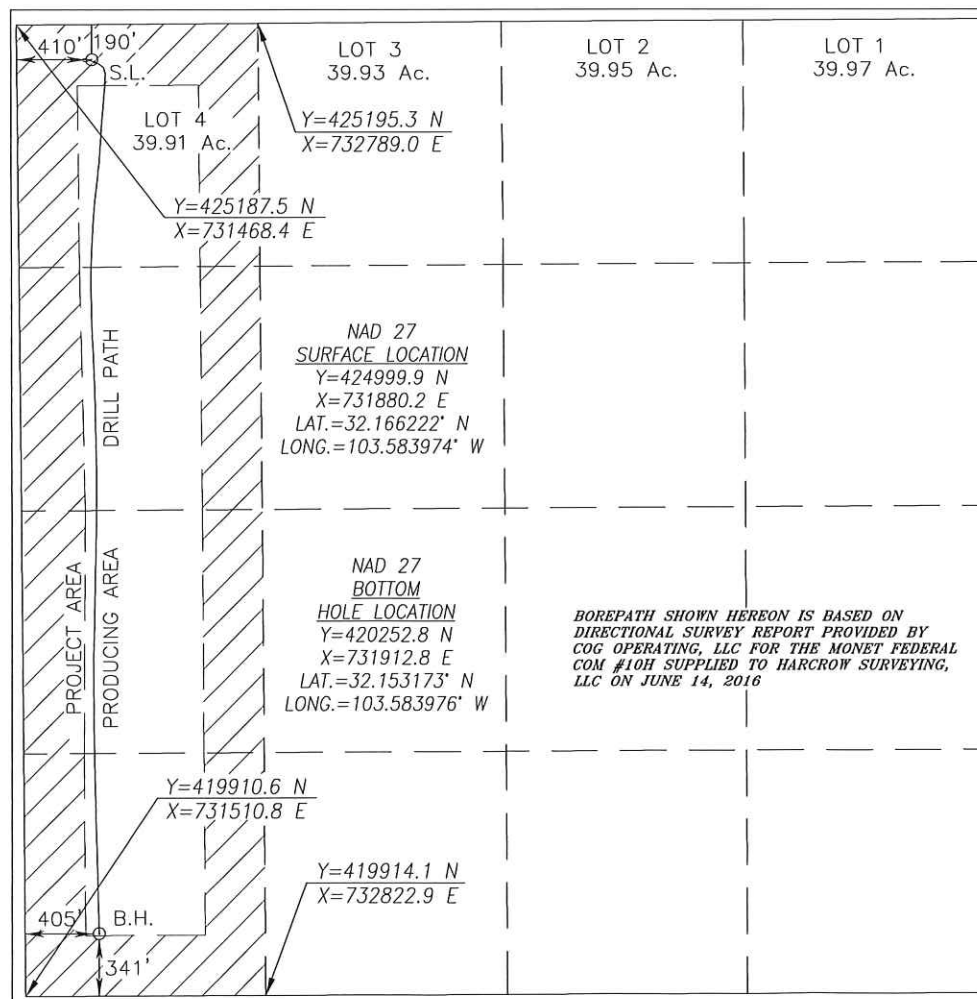 410'
190'
S.L.
LOT 4
39.91 Ac.
LOT 3
39.93 Ac.
LOT 2
39.95 Ac.
LOT 1
39.97 Ac.
Y=425195.3 N
X=732789.0 E
Y=425187.5 N
X=731468.4 E
NAD 27
SURFACE LOCATION
Y=424999.9 N
X=731880.2 E
LAT.=32.166222° N
LONG.=103.583974° W
DRILL PATH
PROJECT AREA
PRODUCING AREA
NAD 27
BOTTOM
HOLE LOCATION
Y=420252.8 N
X=731912.8 E
LAT.=32.153173° N
LONG.=103.583976° W
BOREPATH SHOWN HEREON IS BASED ON
DIRECTIONAL SURVEY REPORT PROVIDED BY
COG OPERATING, LLC FOR THE MONET FEDERAL
COM #10H SUPPLIED TO HARCROW SURVEYING,
LLC ON JUNE 14, 2016
Y=419910.6 N
X=731510.8 E
Y=419914.1 N
X=732822.9 E
405'
B.H.
341'